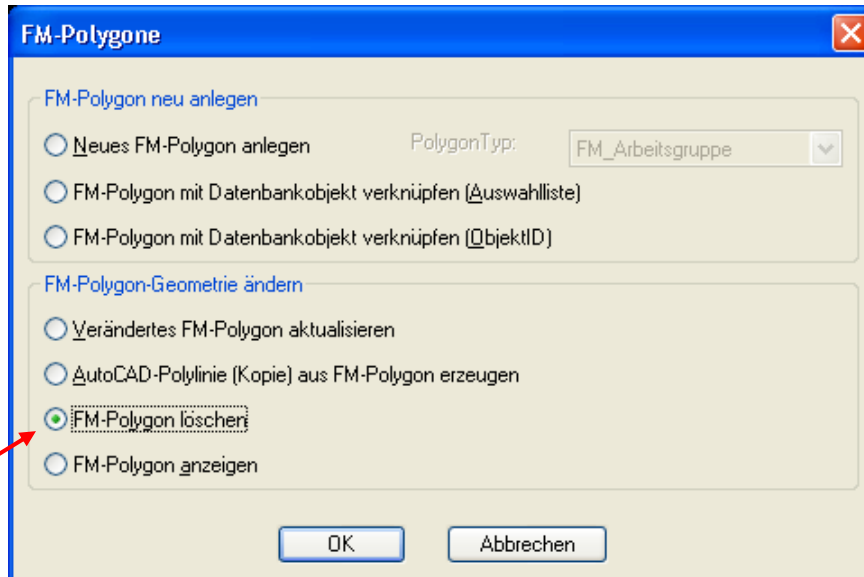 FM-Polygone
FM-Polygon neu anlegen
Neues FM-Polygon anlegen PolygonTyp: FM_Arbeitsgruppe
FM-Polygon mit Datenbankobjekt verknüpfen (Auswahlliste)
FM-Polygon mit Datenbankobjekt verknüpfen (ObjektID)
FM-Polygon-Geometrie ändern
Verändertes FM-Polygon aktualisieren
AutoCAD-Polylinie (Kopie) aus FM-Polygon erzeugen
FM-Polygon löschen
FM-Polygon anzeigen
OK Abbrechen